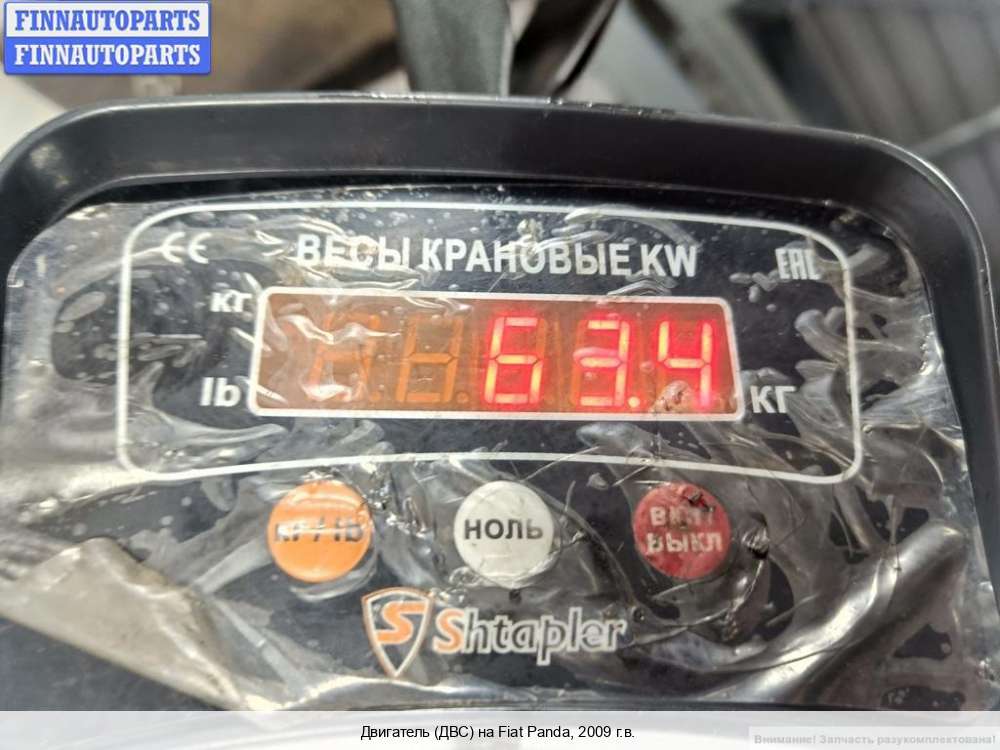 FINNAUTOPARTS
FINNAUTOPARTS
CE
ВЕСЫ КРАНОВЫЕ KW
EAC
кг
lb
63.4
КГ
кг / lb
НОЛЬ
ВКЛ/
ВЫКЛ
S Shtapler
Двигатель (ДВС) на Fiat Panda, 2009 г.в.
Внимание! Запчасть разукомплектована!